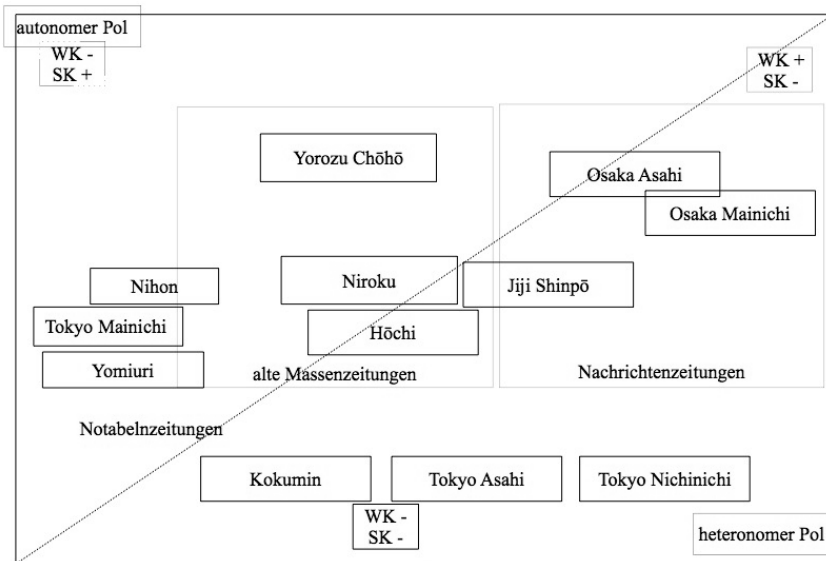 autonomer Pol
WK -
SK +
WK +
SK -
Yorozu Chōhō
Osaka Asahi
Osaka Mainichi
Nihon
Niroku
Jiji Shinpō
Tokyo Mainichi
Hōchi
Yomiuri
alte Massenzeitungen
Nachrichtenzeitungen
Notabelnzeitungen
Kokumin
Tokyo Asahi
Tokyo Nichinichi
WK -
SK -
heteronomer Pol